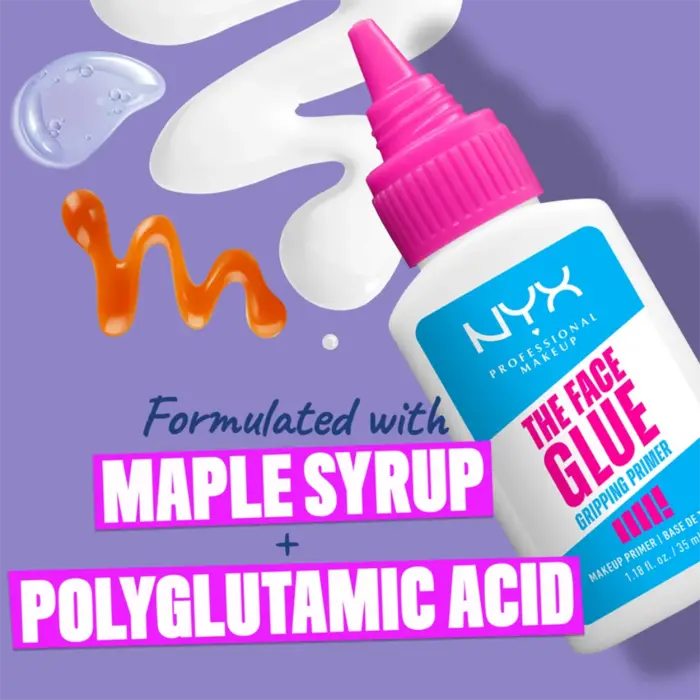 NYX
PROFESSIONAL
MAKEUP
THE FACE
GLUE
GRIPPING PRIMER
MAKEUP PRIMER | BASE DE
1.18 fl. oz. / 35 ml
Formulated with
MAPLE SYRUP
+
POLYGLUTAMIC ACID